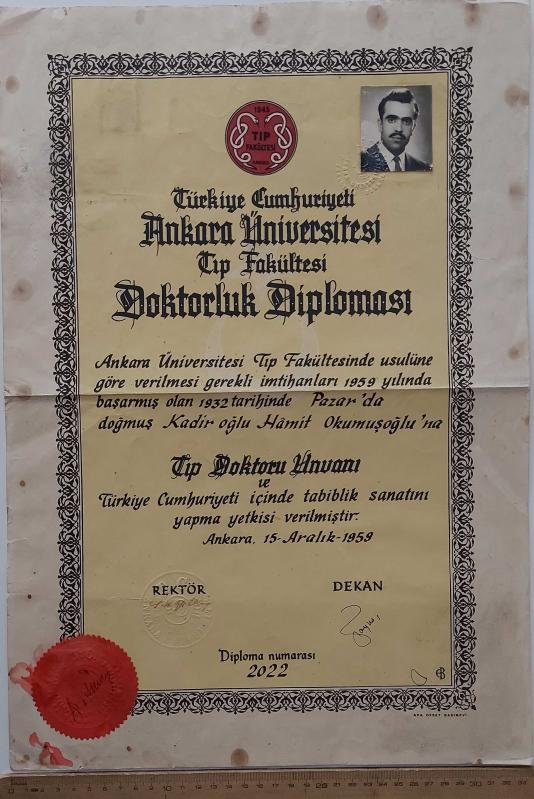 1945
TIP
FAKÜLTESİ
ANKARA
Türkiye Cumhuriyeti
Ankara Üniversitesi
Tıp Fakültesi
Doktorluk Diploması
Ankara Üniversitesi Tıp Fakültesinde usulüne
göre verilmesi gerekli imtihanları 1959 yılında
başarmış olan 1932 tarihinde Pazar'da
doğmuş Kadir oğlu Hâmit Okumuşoğlu'na
Tıp Doktoru Unvanı
ve
Türkiye Cumhuriyeti içinde tabiblik sanatını
yapma yetkisi verilmiştir.
Ankara, 15-Aralık-1959
REKTÖR DEKAN
Diploma numarası
2022